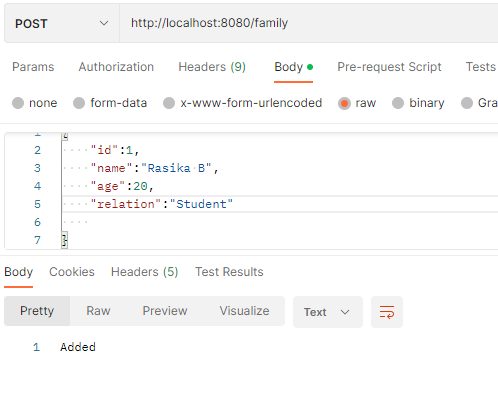 POST http://localhost:8080/family
Params Authorization Headers (9) Body Pre-request Script Tests
none form-data x-www-form-urlencoded raw binary Gra
1 {
2 "id":1,
3 "name":"Rasika B",
4 "age":20,
5 "relation":"Student"
6
7 }
Body Cookies Headers (5) Test Results
Pretty Raw Preview Visualize Text
1 Added